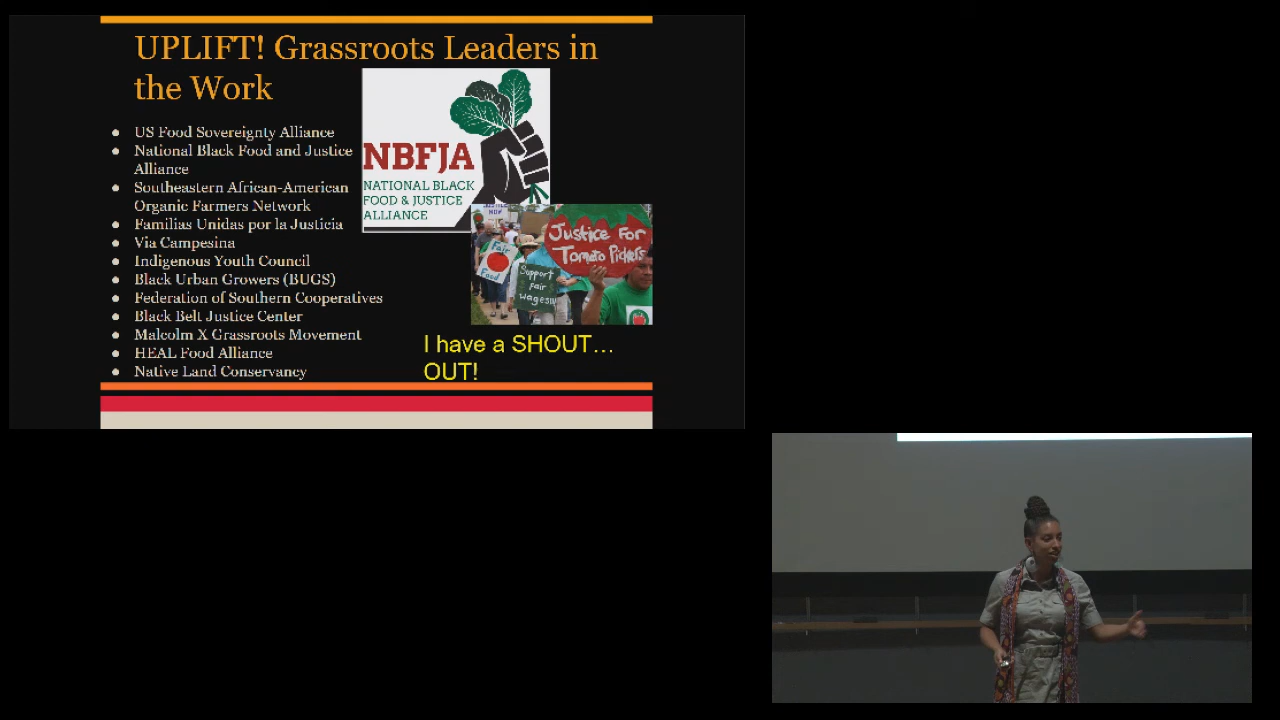 UPLIFT! Grassroots Leaders in
the Work
US Food Sovereignty Alliance
National Black Food and Justice
Alliance
Southeastern African-American
Organic Farmers Network
Familias Unidas por la Justicia
Via Campesina
Indigenous Youth Council
Black Urban Growers (BUGS)
Federation of Southern Cooperatives
Black Belt Justice Center
Malcolm X Grassroots Movement
HEAL Food Alliance
Native Land Conservancy
NBFJA
NATIONAL BLACK
FOOD & JUSTICE
ALLIANCE
JUSTICE
NOW
Justice For
Tomato Pickers
Fair
Food
Support
fair
wages
I have a SHOUT…
OUT!